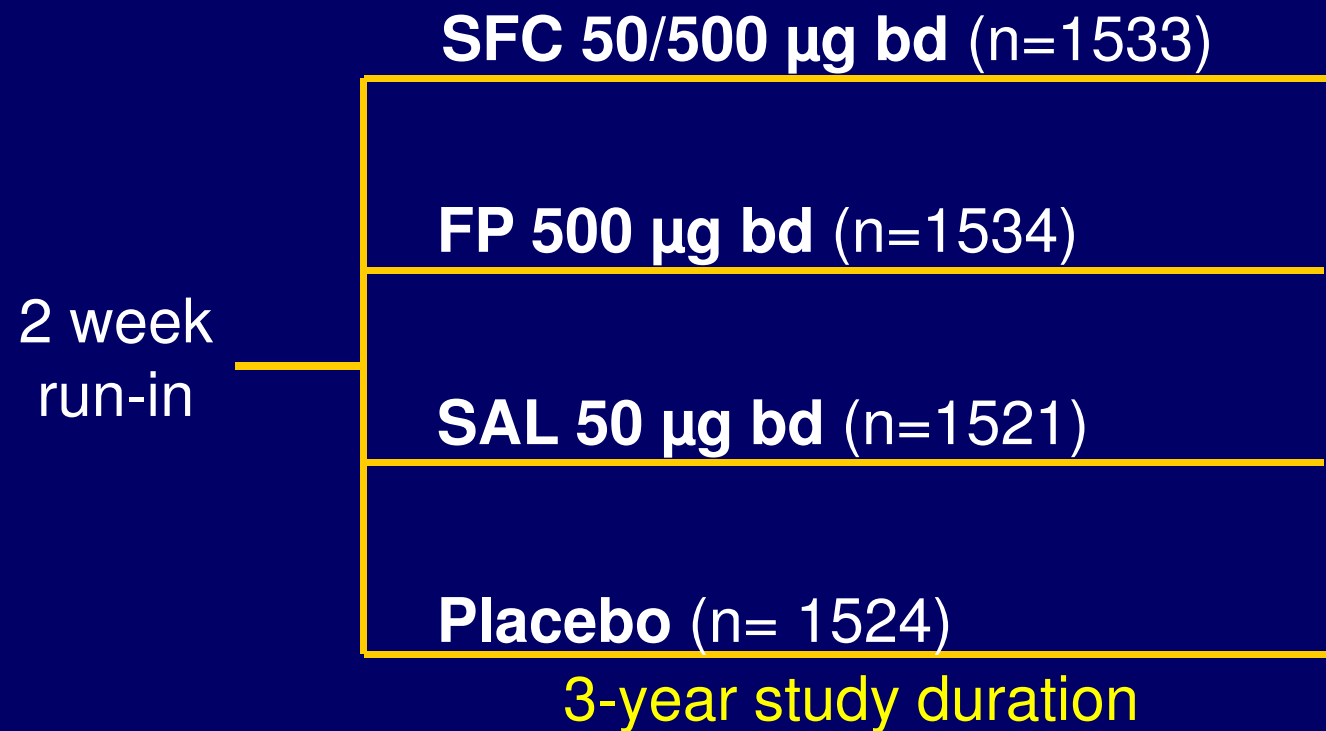 SFC 50/500 µg bd (n=1533)
FP 500 µg bd (n=1534)
2 week
run-in
SAL 50 µg bd (n=1521)
Placebo (n= 1524)
3-year study duration